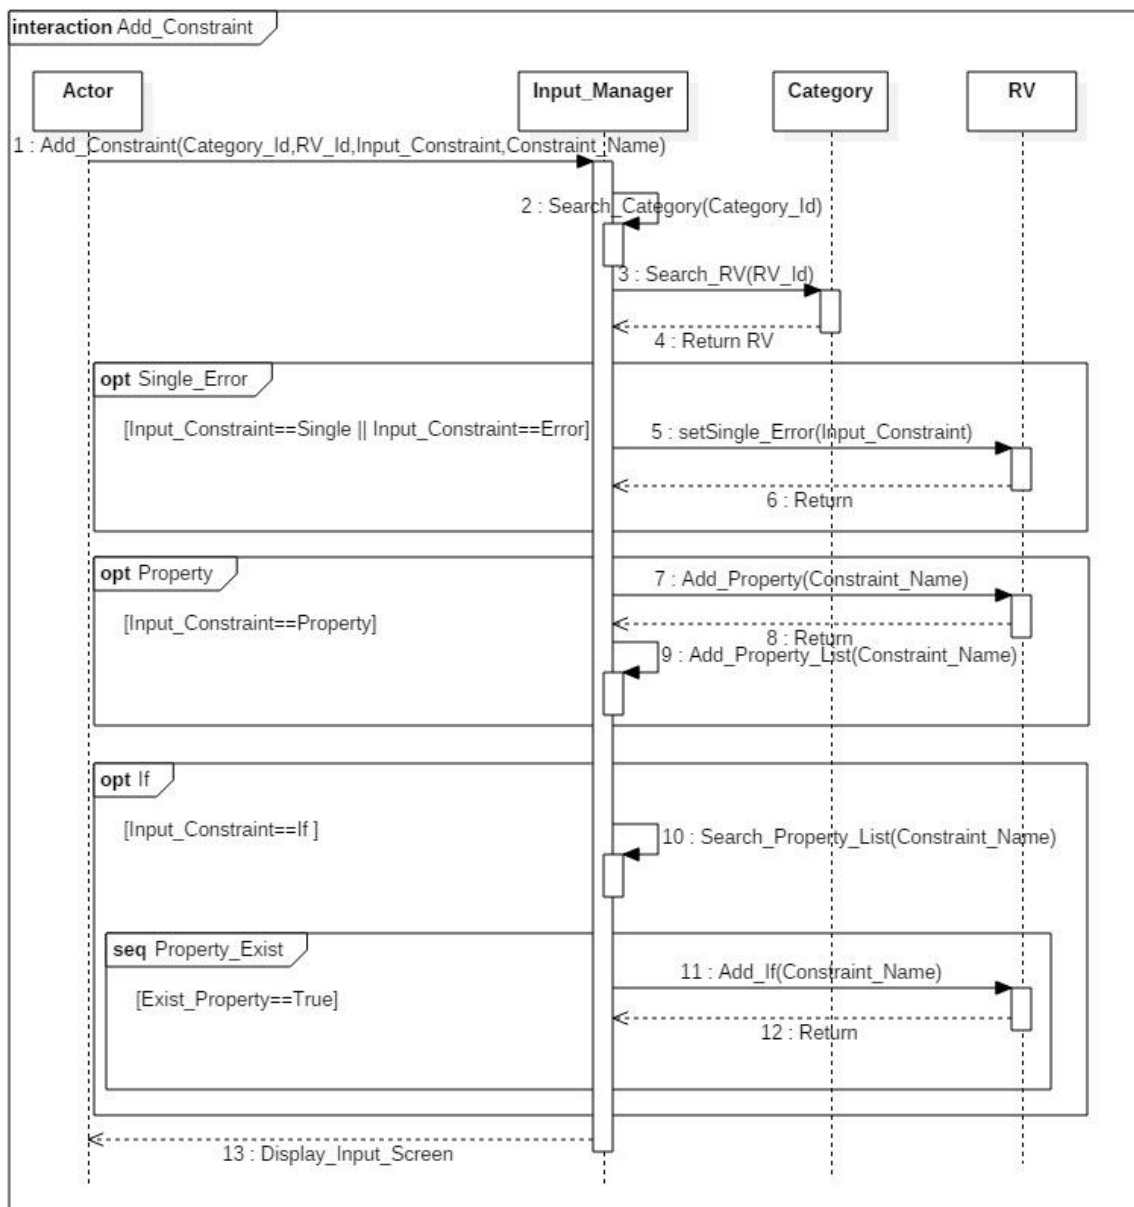 interaction Add_Constraint
Actor
Input_Manager
Category
RV
1 : Add_Constraint(Category_Id,RV_Id,Input_Constraint,Constraint_Name)
2 : Search_Category(Category_Id)
3 : Search_RV(RV_Id)
4 : Return RV
opt Single_Error
[Input_Constraint==Single || Input_Constraint==Error]
5 : setSingle_Error(Input_Constraint)
6 : Return
opt Property
7 : Add_Property(Constraint_Name)
[Input_Constraint==Property]
8 : Return
9 : Add_Property_List(Constraint_Name)
opt If
[Input_Constraint==If ]
10 : Search_Property_List(Constraint_Name)
seq Property_Exist
11 : Add_If(Constraint_Name)
[Exist_Property==True]
12 : Return
13 : Display_Input_Screen